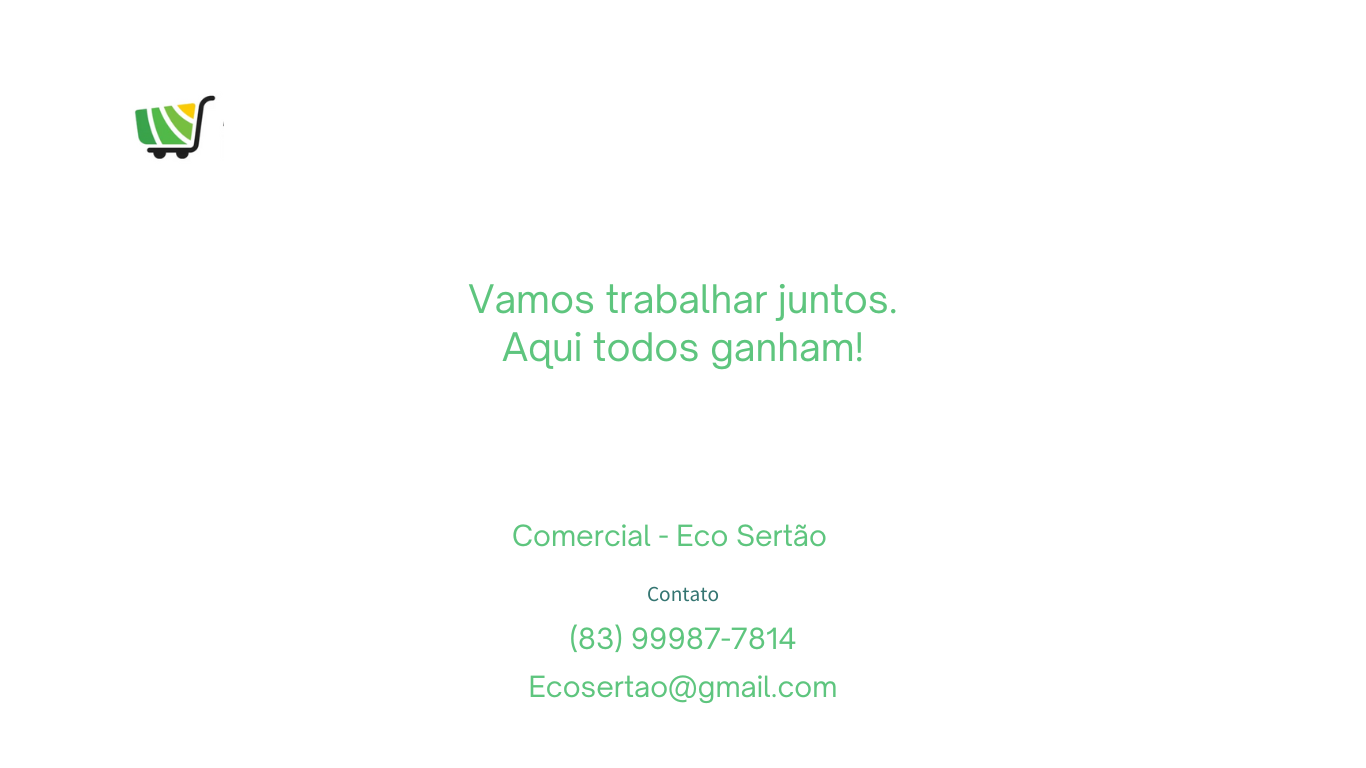 Vamos trabalhar juntos.
Aqui todos ganham!
Comercial - Eco Sertão
Contato
(83) 99987-7814
Ecosertao@gmail.com